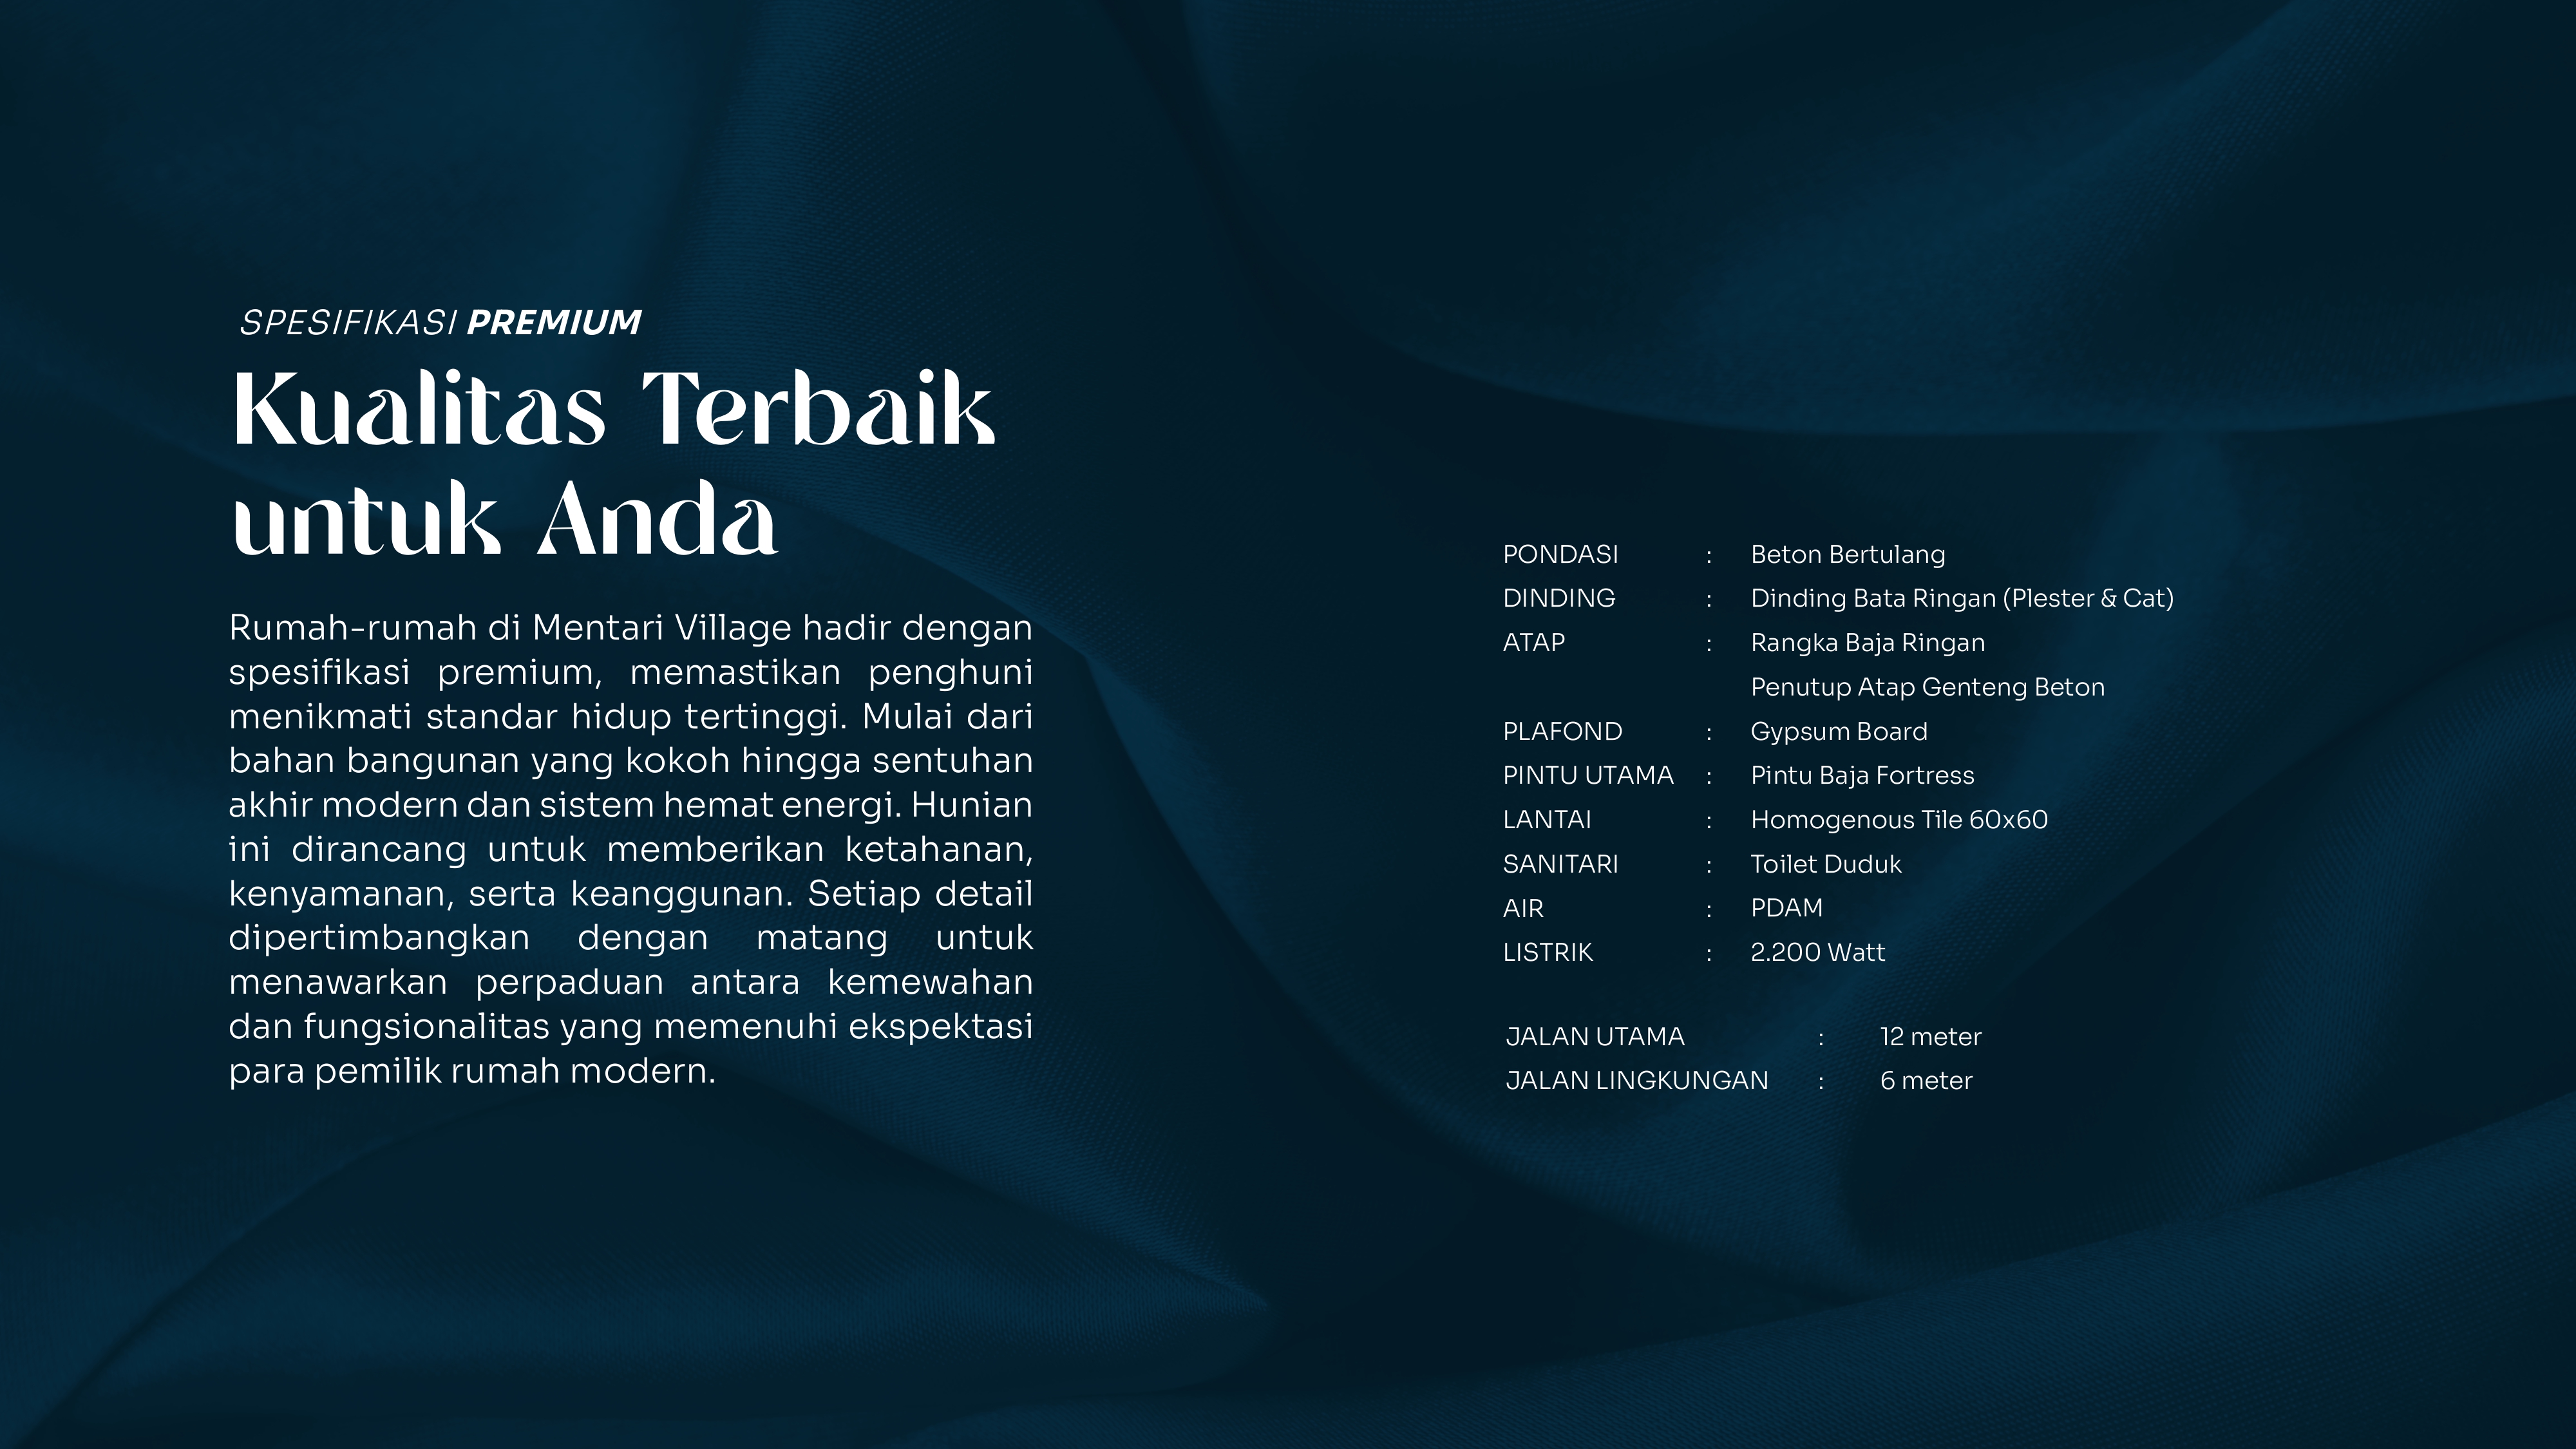 SPESIFIKASI PREMIUM
Kualitas Terbaik
untuk Anda
Rumah-rumah di Mentari Village hadir dengan
spesifikasi premium, memastikan penghuni
menikmati standar hidup tertinggi. Mulai dari
bahan bangunan yang kokoh hingga sentuhan
akhir modern dan sistem hemat energi. Hunian
ini dirancang untuk memberikan ketahanan,
kenyamanan, serta keanggunan. Setiap detail
dipertimbangkan dengan matang untuk
menawarkan perpaduan antara kemewahan
dan fungsionalitas yang memenuhi ekspektasi
para pemilik rumah modern.
PONDASI : Beton Bertulang
DINDING : Dinding Bata Ringan (Plester & Cat)
ATAP : Rangka Baja Ringan
Penutup Atap Genteng Beton
PLAFOND : Gypsum Board
PINTU UTAMA : Pintu Baja Fortress
LANTAI : Homogenous Tile 60x60
SANITARI : Toilet Duduk
AIR : PDAM
LISTRIK : 2.200 Watt
JALAN UTAMA : 12 meter
JALAN LINGKUNGAN : 6 meter